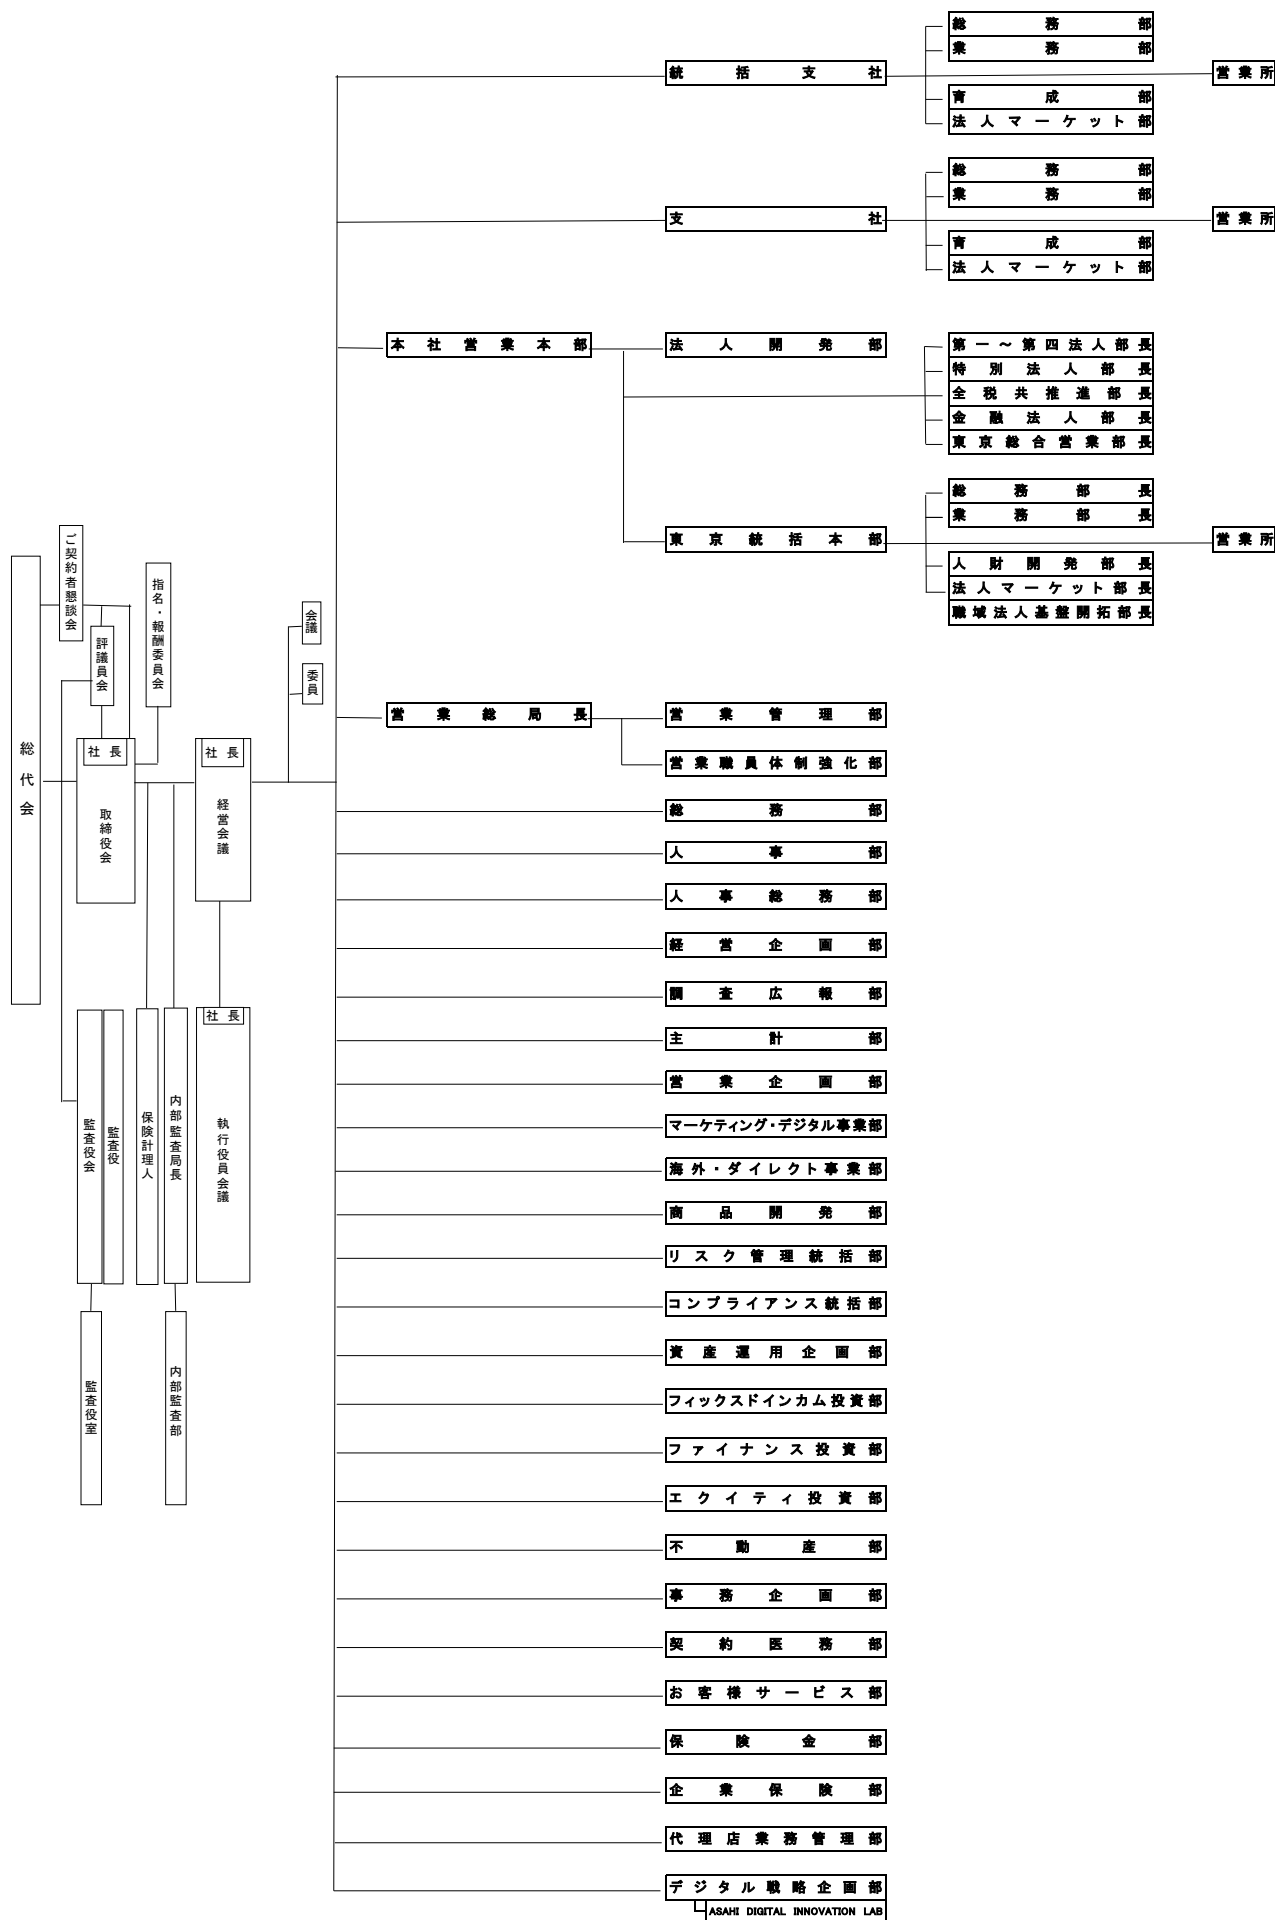 総代会
ご契約者懇談会
評議員会
指名・報酬委員会
社長
取締役会
社長
経営会議
会議
委員
監査役会
監査役
保険計理人
内部監査局長
社長
執行役員会議
監査役室
内部監査部
統括支社
総務部
業務部
営業所
育成部
法人マーケット部
支社
総務部
業務部
営業所
育成部
法人マーケット部
本社営業本部
法人開発部
第一～第四法人部長
特別法人部長
全税共推進部長
金融法人部長
東京総合営業部長
東京統括本部
総務部長
業務部長
営業所
人財開発部長
法人マーケット部長
職域法人基盤開拓部長
営業総局長
営業管理部
営業職員体制強化部
総務部
人事部
人事総務部
経営企画部
調査広報部
主計部
営業企画部
マーケティング・デジタル事業部
海外・ダイレクト事業部
商品開発部
リスク管理統括部
コンプライアンス統括部
資産運用企画部
フィックスドインカム投資部
ファイナンス投資部
エクイティ投資部
不動産部
事務企画部
契約医務部
お客様サービス部
保険金部
企業保険部
代理店業務管理部
デジタル戦略企画部
ASAHI DIGITAL INNOVATION LAB